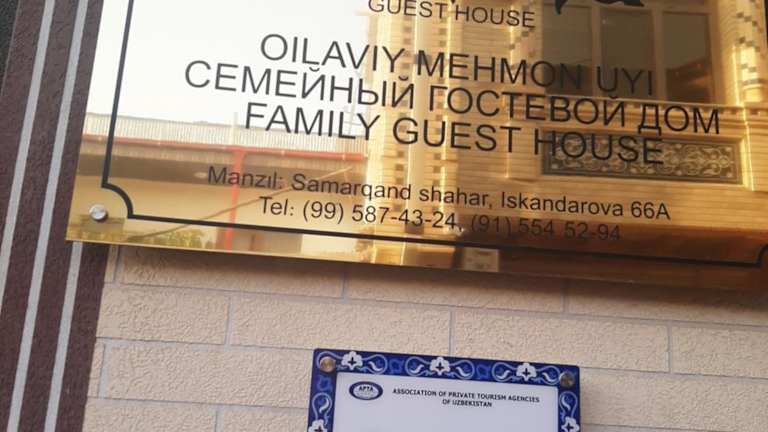 GUEST HOUSE
OILAVIY MEHMON UYI
СЕМЕЙНЫЙ ГОСТЕВОЙ ДОМ
FAMILY GUEST HOUSE
Manzil: Samarqand shahar, Iskandarova 66A
Tel: (99) 587-43-24, (91) 554 52-94
APTA
ASSOCIATION OF PRIVATE TOURISM AGENCIES
OF UZBEKISTAN